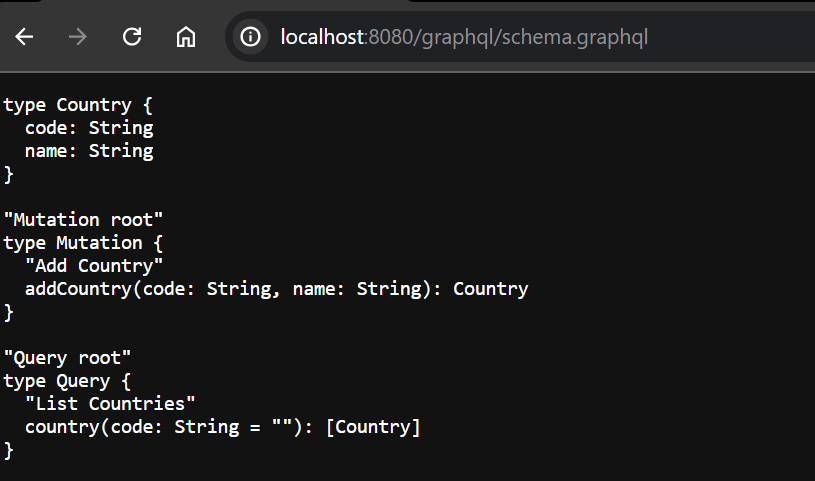 localhost:8080/graphql/schema.graphql
type Country {
  code: String
  name: String
}

"Mutation root"
type Mutation {
  "Add Country"
  addCountry(code: String, name: String): Country
}

"Query root"
type Query {
  "List Countries"
  country(code: String = ""): [Country]
}